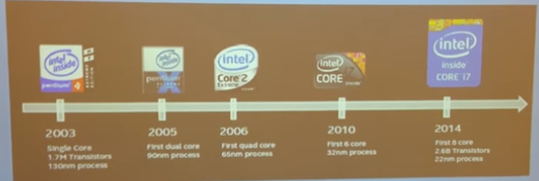 intel
inside
pentium 4
EXTREME
EDITION
2003
Single Core
1.7M Transistors
130nm process
pentium
2005
First dual core
90nm process
intel
Core 2
Extreme
2006
First quad core
65nm process
intel
CORE
2010
First 6 core
32nm process
intel
inside
CORE i7
2014
First 8 core
2.6B Transistors
22nm process